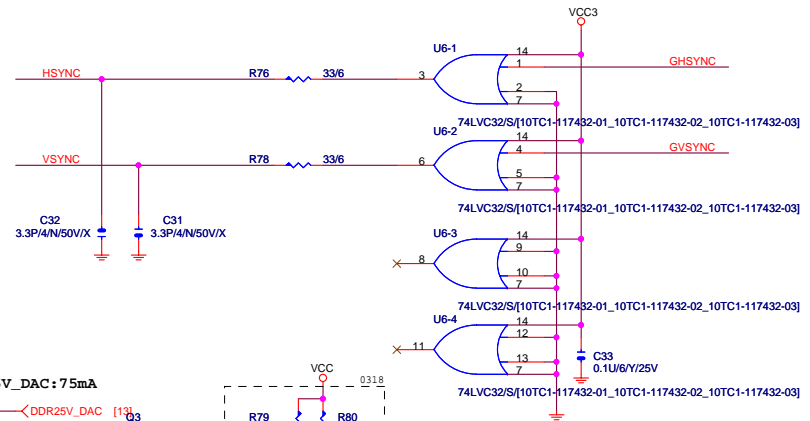 VCC3
U6-1
14
1
GHSYNC
HSYNC
R76
33/6
3
2
7
74LVC32/S/[10TC1-117432-01_10TC1-117432-02_10TC1-117432-03]
U6-2
14
4
GVSYNC
VSYNC
R78
33/6
6
5
7
74LVC32/S/[10TC1-117432-01_10TC1-117432-02_10TC1-117432-03]
C32
3.3P/4/N/50V/X
C31
3.3P/4/N/50V/X
U6-3
14
9
8
10
7
74LVC32/S/[10TC1-117432-01_10TC1-117432-02_10TC1-117432-03]
U6-4
14
12
11
13
7
C33
0.1U/6/Y/25V
74LVC32/S/[10TC1-117432-01_10TC1-117432-02_10TC1-117432-03]
5V_DAC:75mA
DDR25V_DAC [13]
Q3
VCC
0318
R79
R80